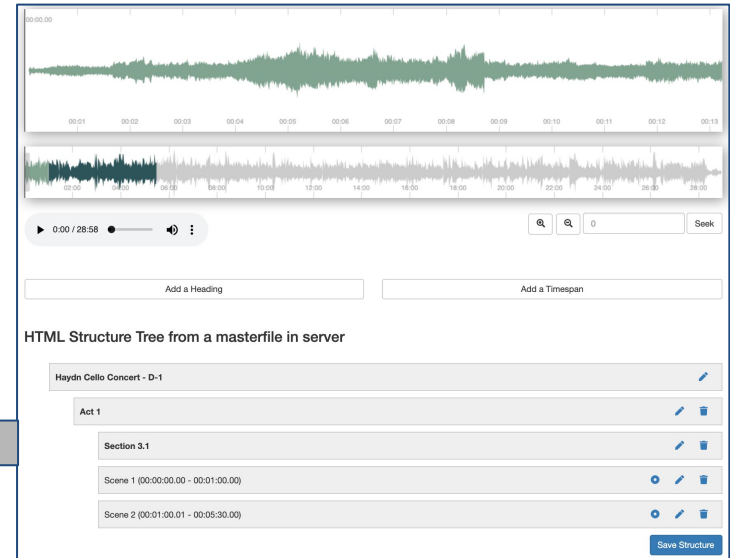 00:00.00
00:01 00:02 00:03 00:04 00:05 00:06 00:07 00:08 00:09 00:10 00:11 00:12 00:13
02:00 04:00 06:00 08:00 10:00 12:00 14:00 16:00 18:00 20:00 22:00 24:00 26:00 28:00
0:00 / 28:58 0 Seek
Add a Heading Add a Timespan
HTML Structure Tree from a masterfile in server
Haydn Cello Concert - D-1
Act 1
Section 3.1
Scene 1 (00:00:00.00 - 00:01:00.00)
Scene 2 (00:01:00.01 - 00:05:30.00)
Save Structure